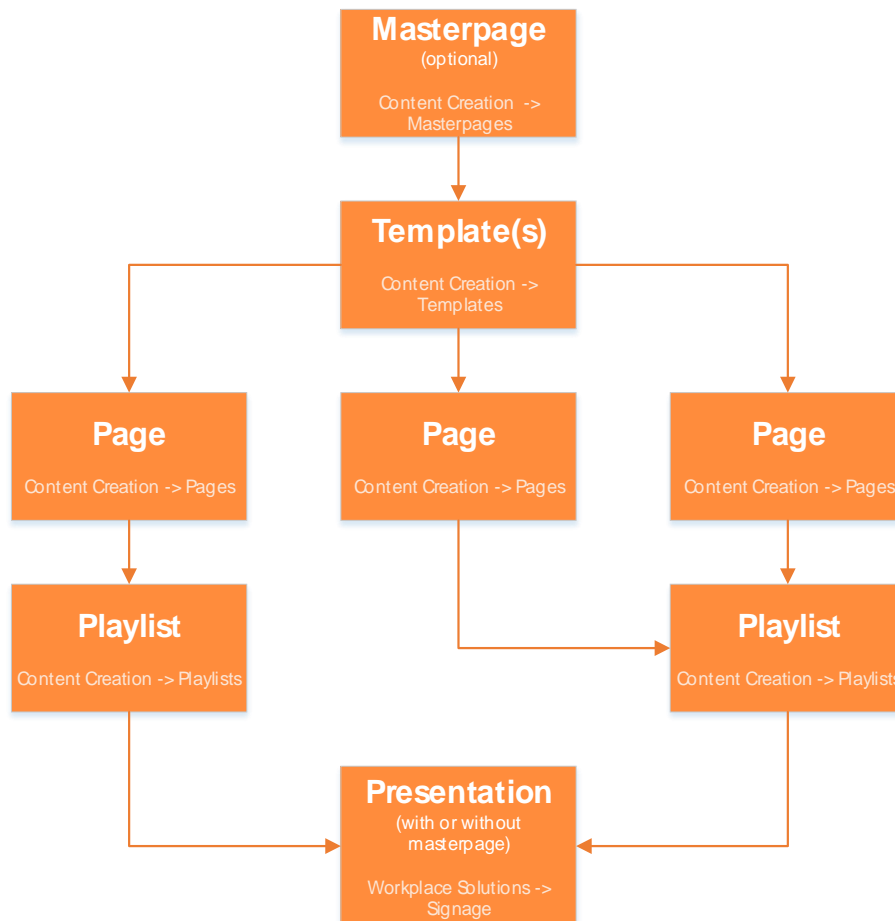 Masterpage
(optional)
Content Creation ->
Masterpages
Template(s)
Content Creation ->
Templates
Page
Content Creation -> Pages
Page
Content Creation -> Pages
Page
Content Creation -> Pages
Playlist
Content Creation -> Playlists
Playlist
Content Creation -> Playlists
Presentation
(with or without
masterpage)
Workplace Solutions ->
Signage